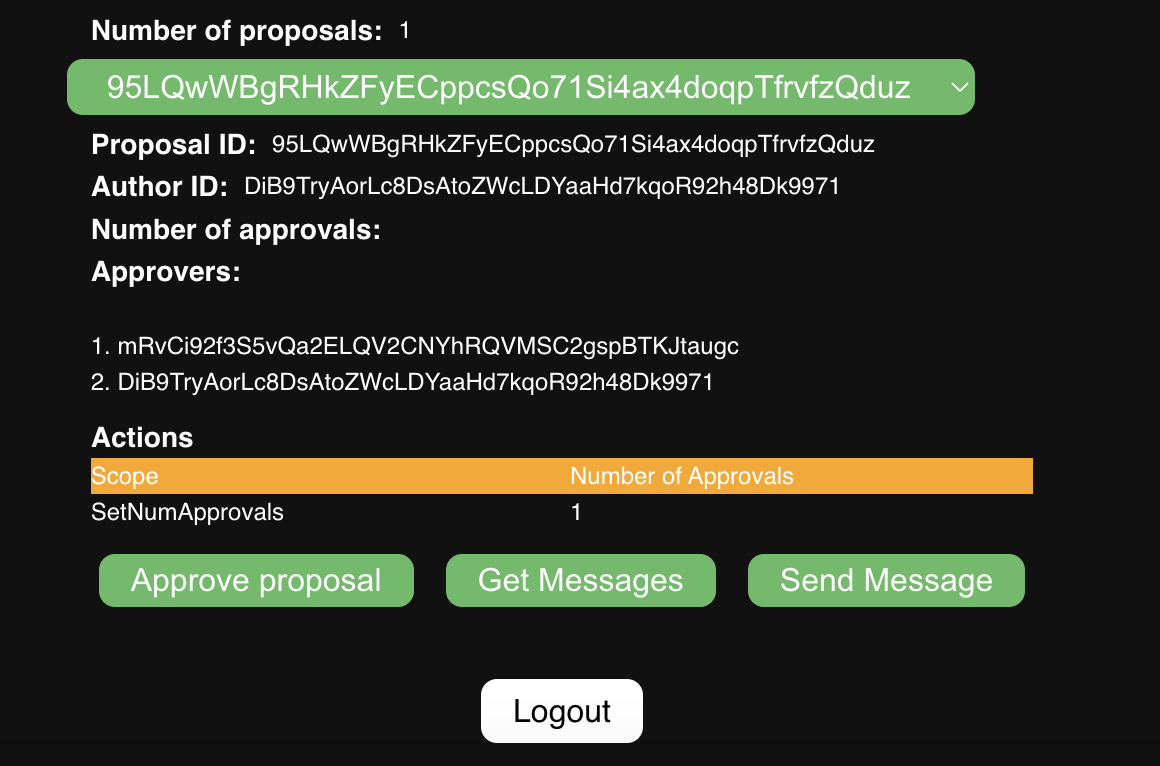 Number of proposals: 1
95LQwWBgRHkZFyECppcsQo71Si4ax4doqpTfrvfzQduz
Proposal ID: 95LQwWBgRHkZFyECppcsQo71Si4ax4doqpTfrvfzQduz
Author ID: DiB9TryAorLc8DsAtoZWcLDYaaHd7kqoR92h48Dk9971
Number of approvals:
Approvers:
1. mRvCi92f3S5vQa2ELQV2CNYhRQVMSC2gspBTKJtaugc
2. DiB9TryAorLc8DsAtoZWcLDYaaHd7kqoR92h48Dk9971
Actions
Scope Number of Approvals
SetNumApprovals 1
Approve proposal Get Messages Send Message
Logout